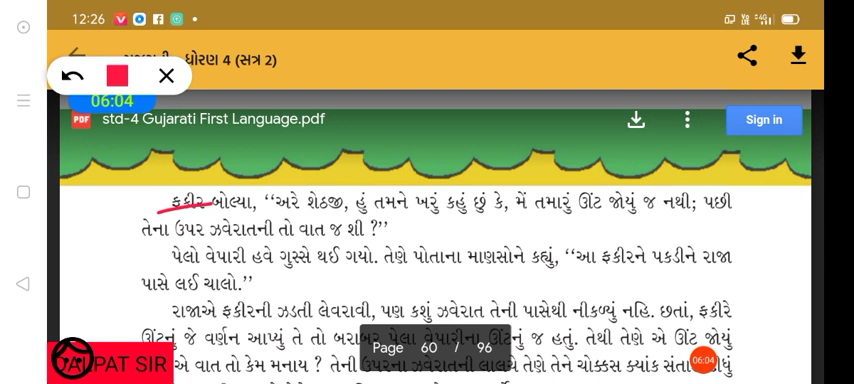 12:26
ધોરણ 4 (સત્ર 2)
06:04
PDF std-4 Gujarati First Language.pdf
Sign in
ફકીર બોલ્યા, ‘‘અરે શેઠજી, હું તમને ખરું કહું છું કે, મેં તમારું ઊંટ જોયું જ નથી; પછી
તેના ઉપર ઝવેરાતની તો વાત જ શી ?’’
પેલો વેપારી હવે ગુસ્સે થઈ ગયો. તેણે પોતાના માણસોને કહ્યું, ‘‘આ ફકીરને પકડીને રાજા
પાસે લઈ ચાલો.’’
રાજાએ ફકીરની ઝડતી લેવરાવી, પણ કશું ઝવેરાત તેની પાસેથી નીકળ્યું નહિ. છતાં, ફકીરે
ઊંટનું જે વર્ણન આપ્યું તે તો બરાબર પેલા વેપારીના ઊંટનું જ હતું. તેથી તેણે એ ઊંટ જોયું
એ વાત તો કેમ મનાય ? તેની ઉપરના ઝવેરાતની લાલચે તેણે તેને ચોક્કસ ક્યાંક
Page 60 / 96
06:04
DALPAT SIR